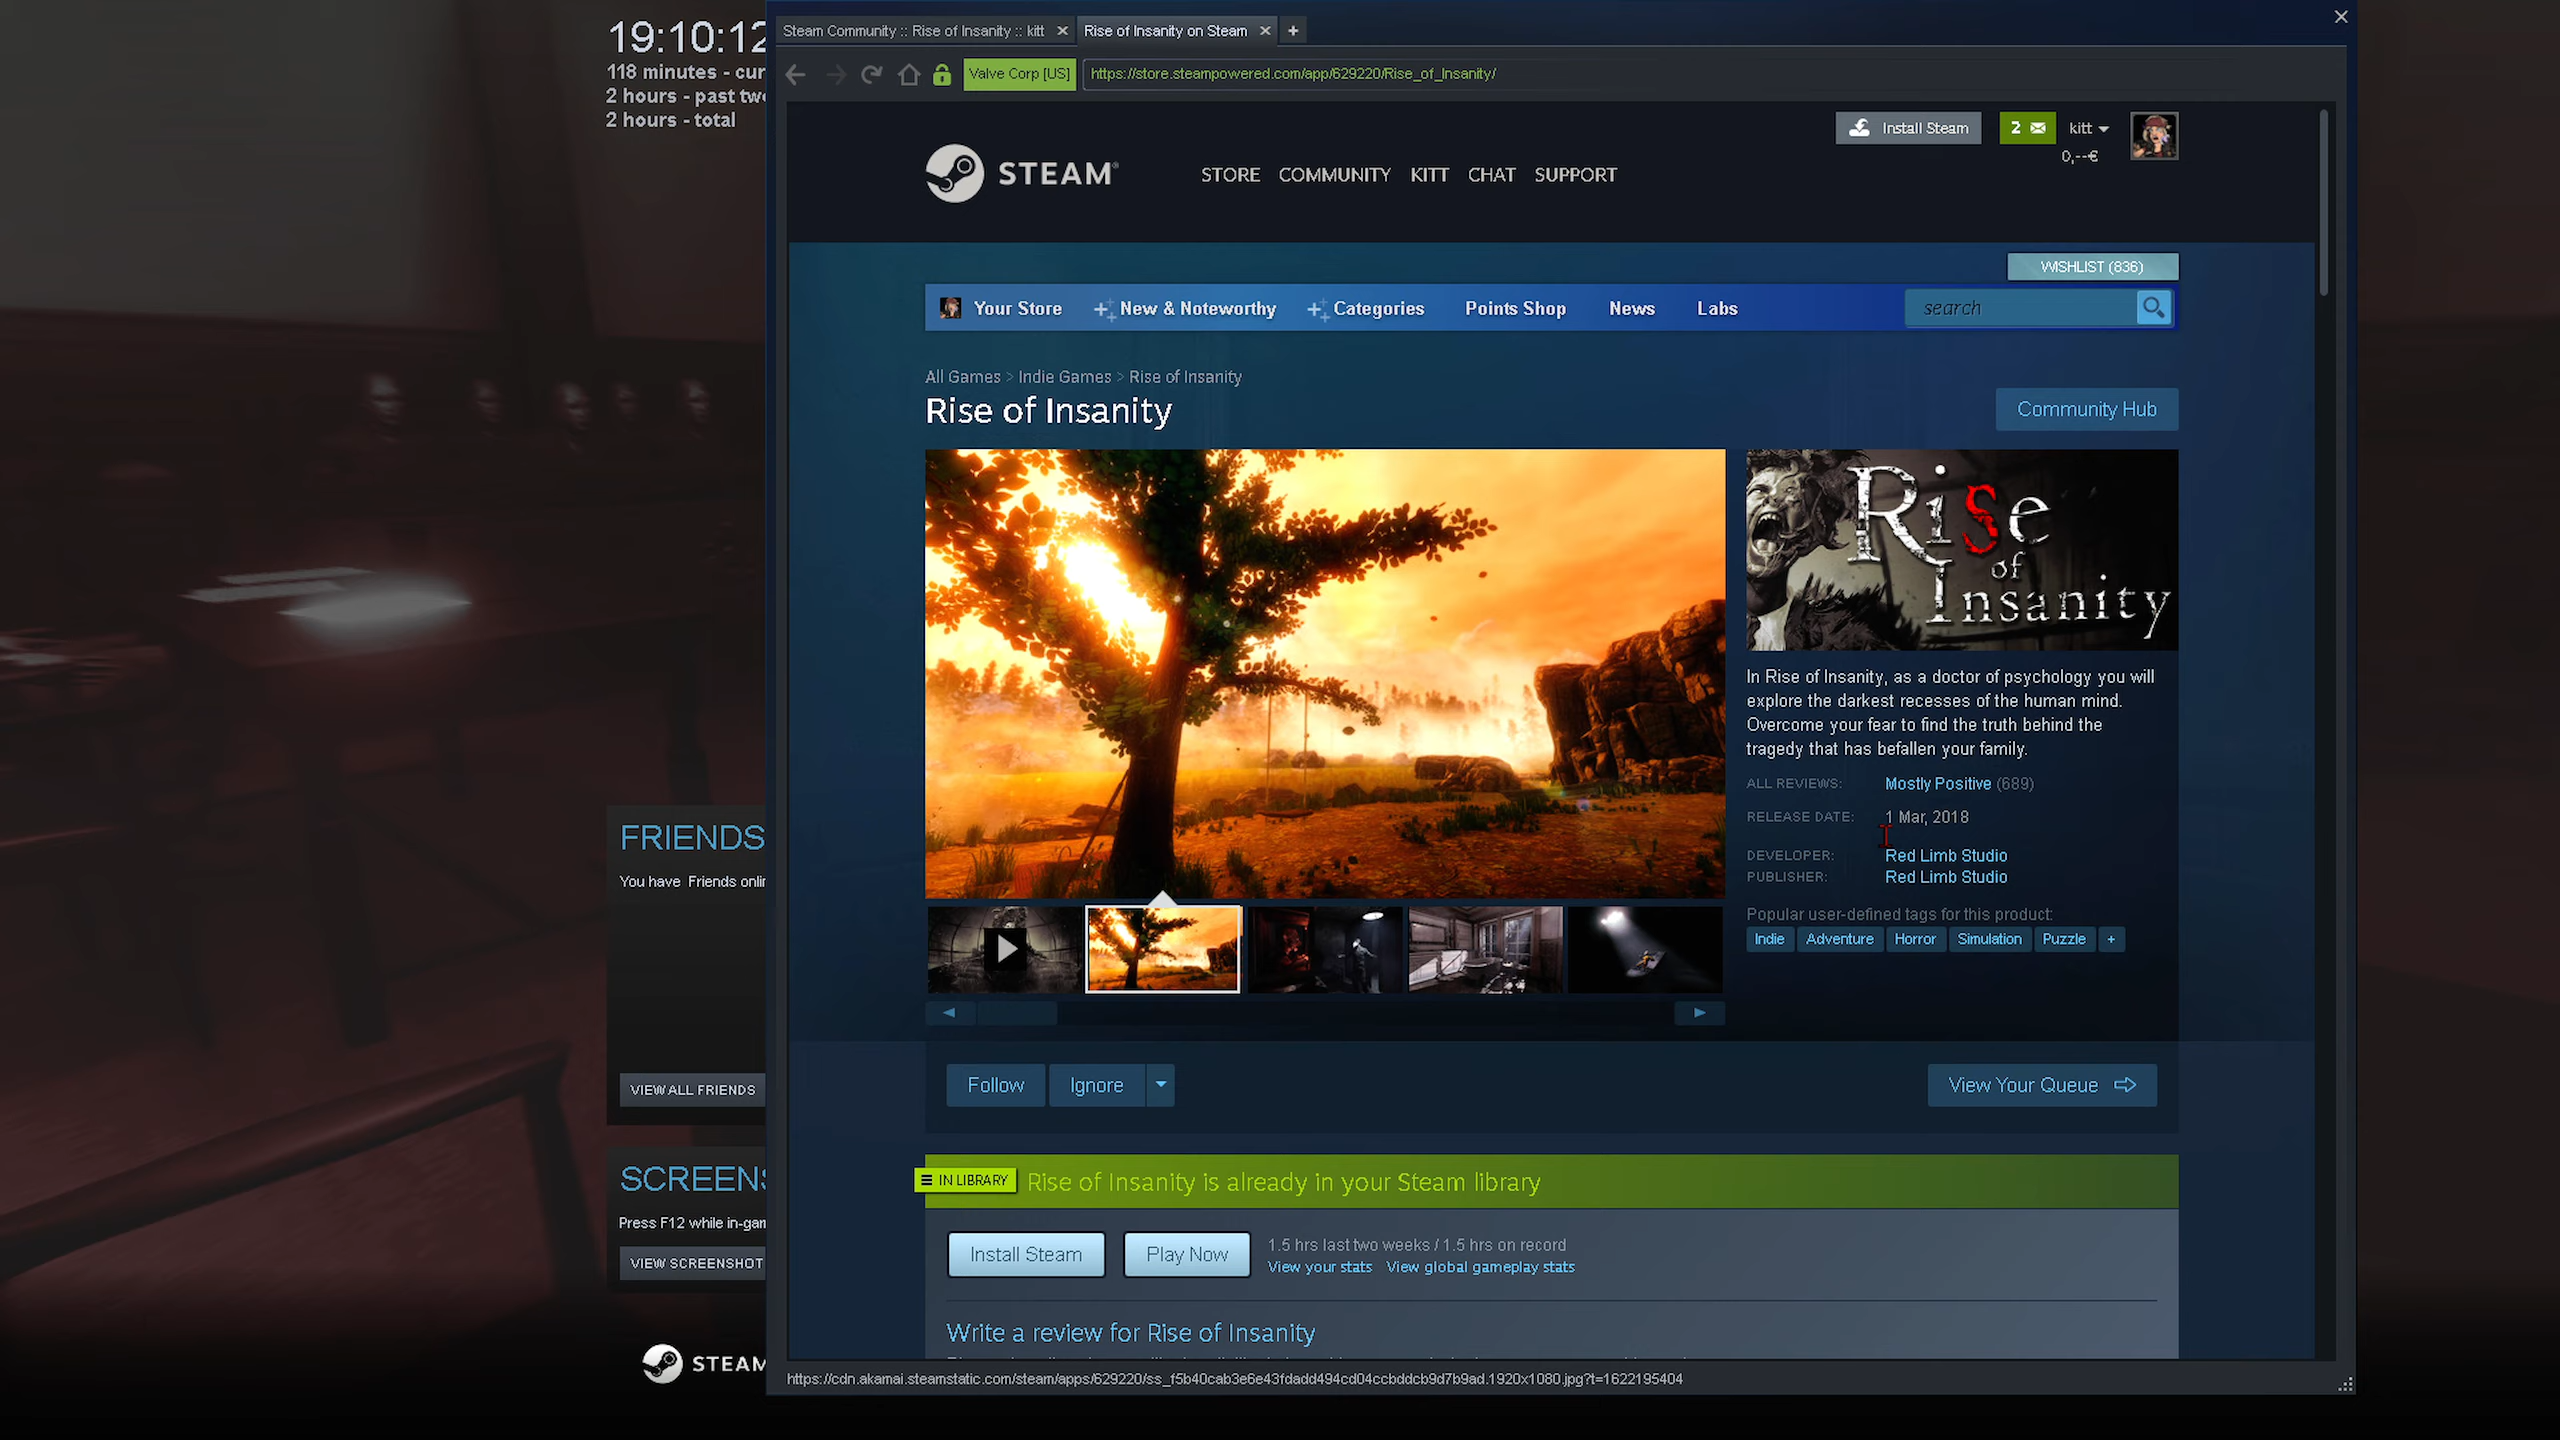 19:10:12
118 minutes - cur
2 hours - past tw
2 hours - total
Steam Community :: Rise of Insanity :: kitt
Rise of Insanity on Steam
Valve Corp [US]
https://store.steampowered.com/app/629220/Rise_of_Insanity/
Install Steam
2
kitt
0,--€
STEAM
STORE COMMUNITY KITT CHAT SUPPORT
WISHLIST (836)
Your Store New & Noteworthy Categories Points Shop News Labs
search
All Games > Indie Games > Rise of Insanity
Rise of Insanity
Community Hub
Rise
of
Insanity
In Rise of Insanity, as a doctor of psychology you will
explore the darkest recesses of the human mind.
Overcome your fear to find the truth behind the
tragedy that has befallen your family.
ALL REVIEWS: Mostly Positive (689)
RELEASE DATE: 1 Mar, 2018
DEVELOPER: Red Limb Studio
PUBLISHER: Red Limb Studio
Popular user-defined tags for this product:
Indie Adventure Horror Simulation Puzzle +
FRIENDS
You have Friends onli
VIEW ALL FRIENDS
Follow Ignore
View Your Queue
SCREENS
Press F12 while in-gam
VIEW SCREENSHOT
STEAM
IN LIBRARY
Rise of Insanity is already in your Steam library
Install Steam
Play Now
1.5 hrs last two weeks / 1.5 hrs on record
View your stats View global gameplay stats
Write a review for Rise of Insanity
https://cdn.akamai.steamstatic.com/steam/apps/629220/ss_f5b40cab3e6e43fdadd494cd04ccbddcb9d7b9ad.1920x1080.jpg?t=1622195404